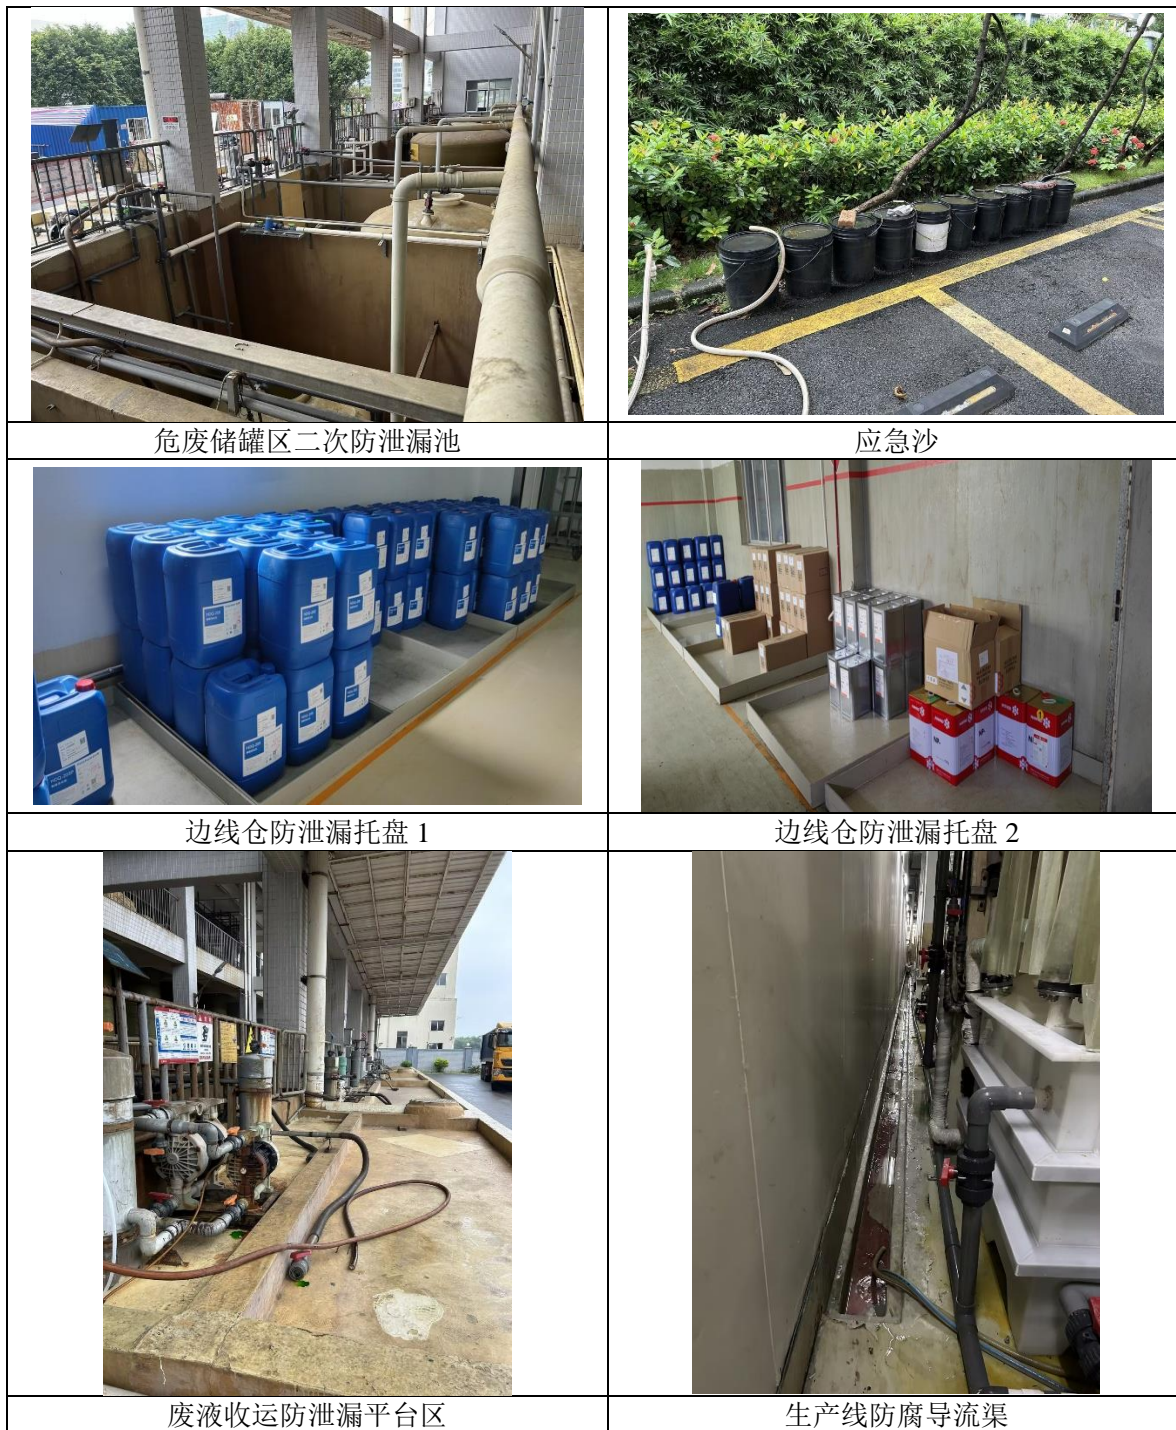 危废储罐区二次防泄漏池
应急沙
边线仓防泄漏托盘 1
边线仓防泄漏托盘 2
废液收运防泄漏平台区
生产线防腐导流渠